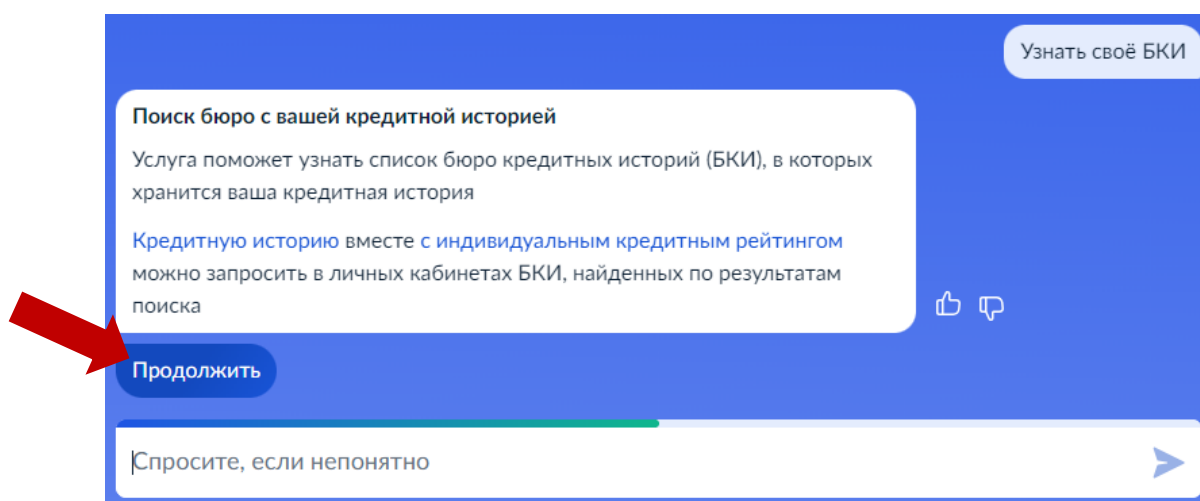 Узнать своё БКИ
Поиск бюро с вашей кредитной историей
Услуга поможет узнать список бюро кредитных историй (БКИ), в которых
хранится ваша кредитная история
Кредитную историю вместе с индивидуальным кредитным рейтингом
можно запросить в личных кабинетах БКИ, найденных по результатам
поиска
Продолжить
Спросите, если непонятно